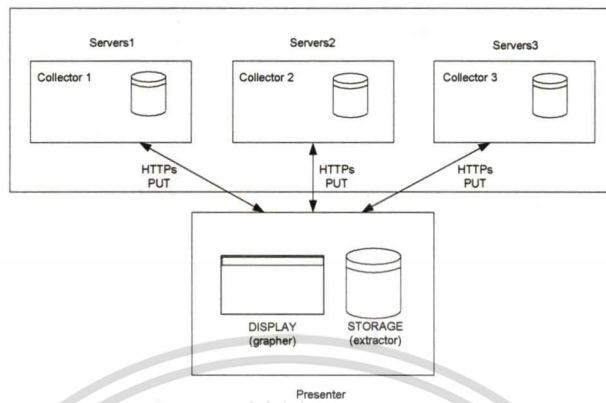 Servers1
Servers2
Servers3
Collector 1
Collector 2
Collector 3
HTTPs
PUT
HTTPs
PUT
HTTPs
PUT
DISPLAY
(grapher)
STORAGE
(extractor)
Presenter